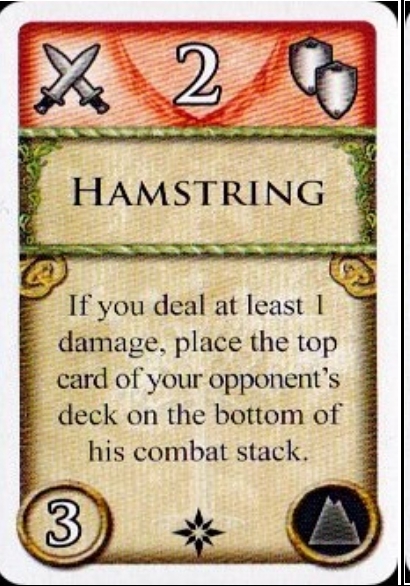 2
HAMSTRING
If you deal at least 1
damage, place the top
card of your opponent's
deck on the bottom of
his combat stack.
3